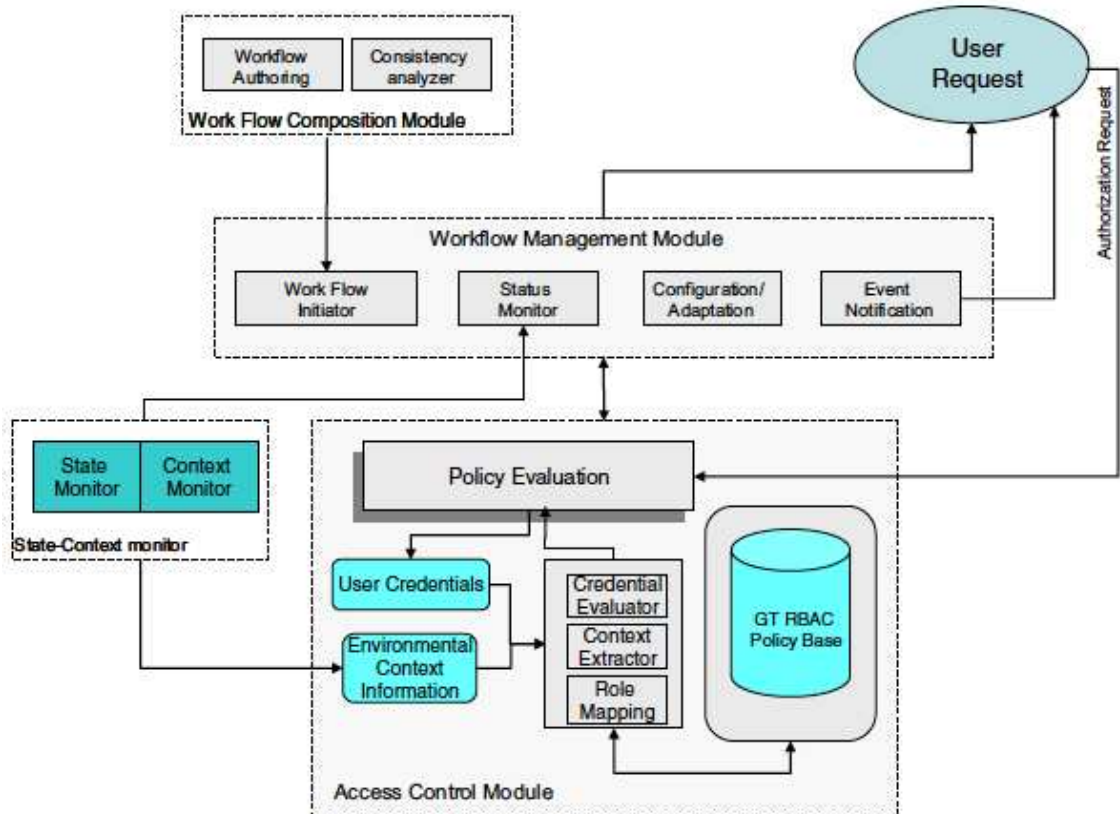 Workflow
Authoring
Consistency
analyzer
Work Flow Composition Module
User
Request
Authorization Request
Workflow Management Module
Work Flow
Initiator
Status
Monitor
Configuration/
Adaptation
Event
Notification
State
Monitor
Context
Monitor
State-Context monitor
Policy Evaluation
User Credentials
Environmental
Context
Information
Credential
Evaluator
Context
Extractor
Role
Mapping
GT RBAC
Policy Base
Access Control Module